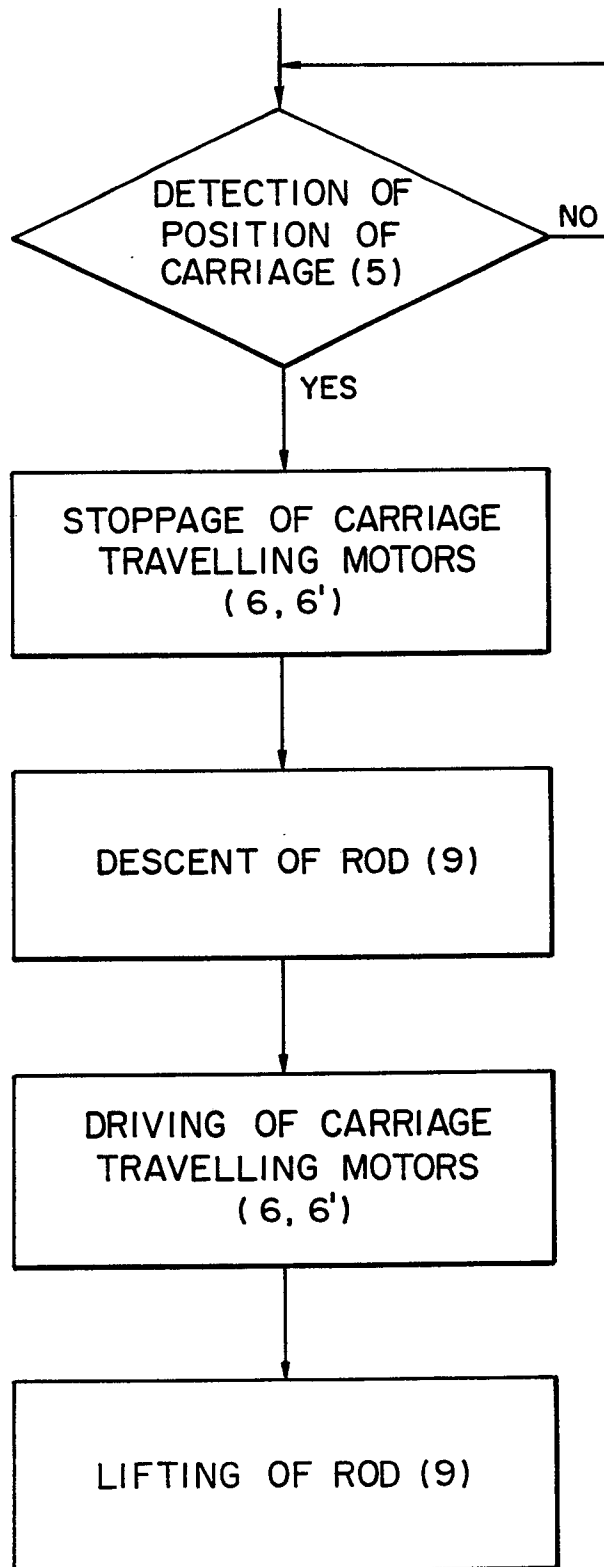 DETECTION OF
POSITION OF
CARRIAGE (5)
NO
YES
STOPPAGE OF CARRIAGE
TRAVELLING MOTORS
(6, 6')
DESCENT OF ROD (9)
DRIVING OF CARRIAGE
TRAVELLING MOTORS
(6, 6')
LIFTING OF ROD (9)